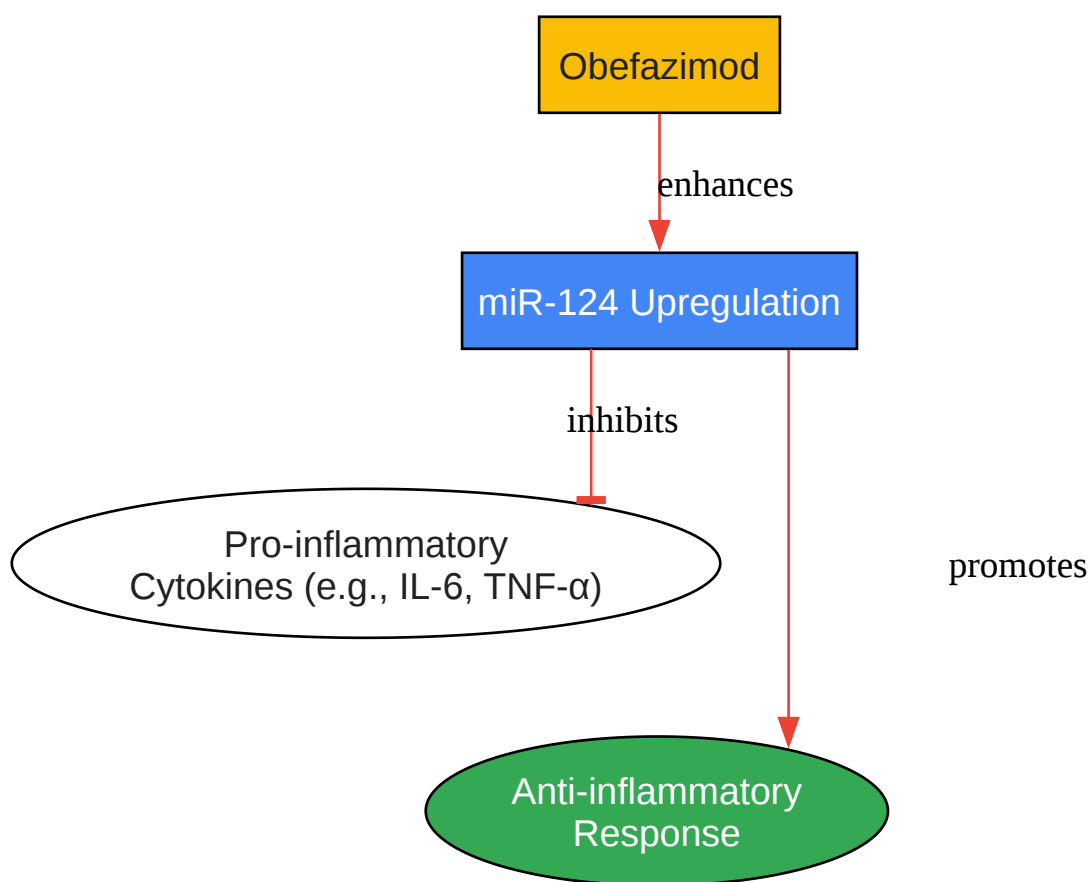 Obefazimod
enhances
miR-124 Upregulation
inhibits
Pro-inflammatory
Cytokines (e.g., IL-6, TNF-α)
promotes
Anti-inflammatory
Response